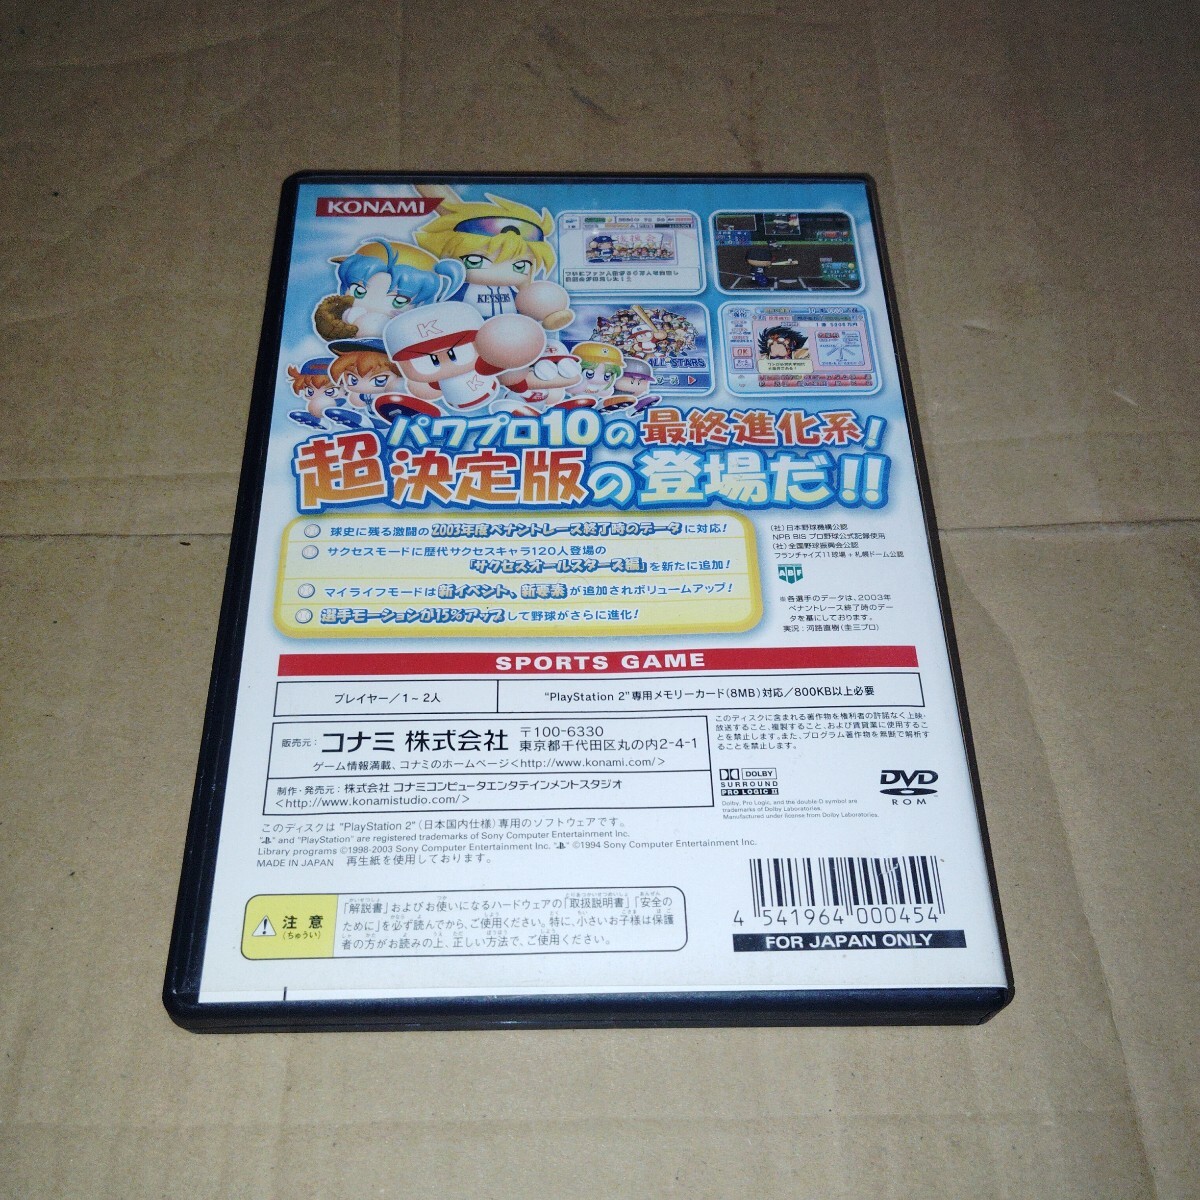 KONAMI
KEYSERS
K
K
ALL-STARS
パワプロ10の最終進化系!
超決定版の登場だ!!
球史に残る激闘の2003年度ペナントレース終了時のデータに対応!
サクセスモードに歴代サクセスキャラ120人登場の
「サクセスオールスターズ編」を新たに追加!
マイライフモードは新イベント、新要素が追加されボリュームアップ!
選手モーションが15%アップして野球がさらに進化!
(社)日本野球機構公認
NPB BIS プロ野球公式記録使用
(社)全国野球振興会公認
フランチャイズ11球場+札幌ドーム公認
※各選手のデータは、2003年
ペナントレース終了時のデー
タを基にしております。
実況:河路直樹(圭三プロ)
SPORTS GAME
プレイヤー/1~2人
"PlayStation 2"専用メモリーカード(8MB)対応/800KB以上必要
販売元: コナミ 株式会社 〒100-6330
東京都千代田区丸の内2-4-1
ゲーム情報満載、コナミのホームページ<http://www.konami.com/>
制作・発売元: 株式会社 コナミコンピュータエンタテインメントスタジオ
<http://www.konamistudio.com/>
このディスクに含まれる著作物を権利者の許諾なく上映・
放送すること、複製すること、および賃貸業に使用するこ
とを禁止します。また、プログラム著作物を無断で解析す
ることを禁止します。
DOLBY
SURROUND
PRO LOGIC II
Dolby, Pro Logic, and the double-D symbol are
trademarks of Dolby Laboratories.
Manufactured under license from Dolby Laboratories.
DVD
ROM
このディスクは "PlayStation 2"(日本国内仕様)専用のソフトウェアです。
" " and "PlayStation" are registered trademarks of Sony Computer Entertainment Inc.
Library programs ©1998-2003 Sony Computer Entertainment Inc. " " ©1994 Sony Computer Entertainment Inc.
MADE IN JAPAN 再生紙を使用しております。
注意
(ちゅうい)
「解説書」およびお使いになるハードウェアの「取扱説明書」「安全の
ために」を必ず読んでから、ご使用ください。特に、小さいお子様は保護
者の方がお読みの上、正しい方法で、ご使用ください。
4 541964 000454
FOR JAPAN ONLY